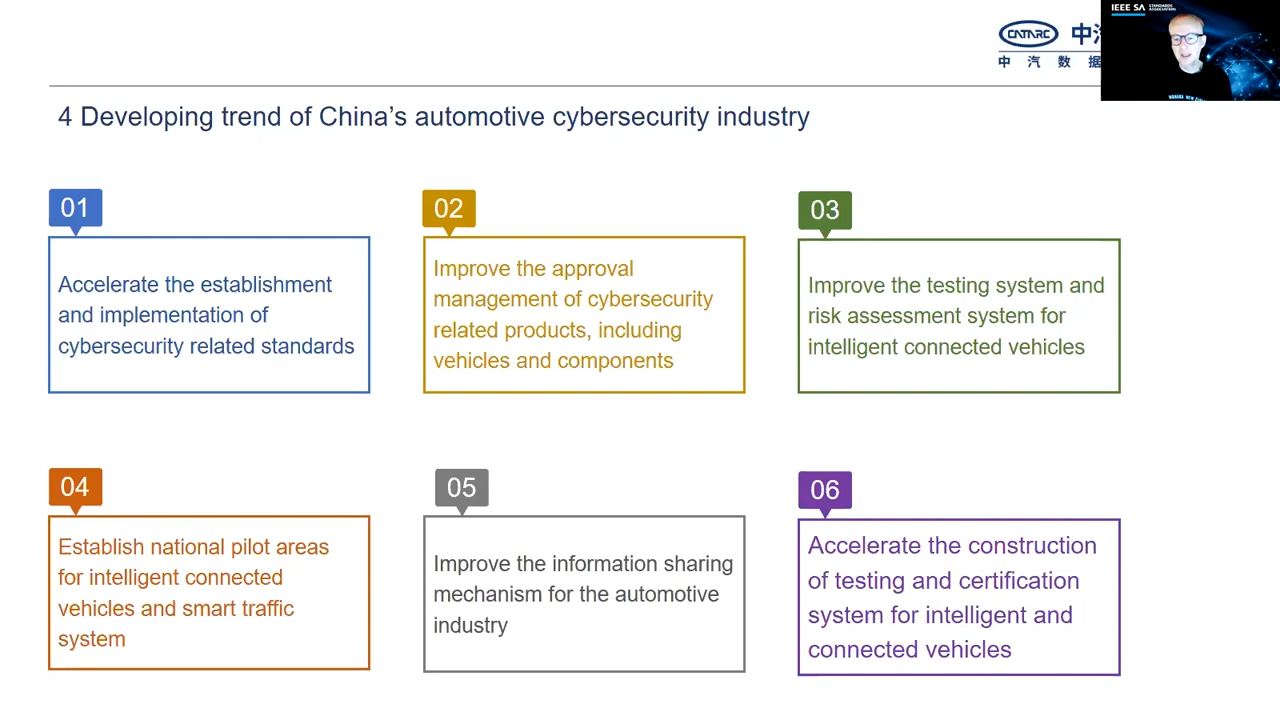 IEEE SA STANDARDS ASSOCIATION
CATARC 中
中 汽 数 据
4 Developing trend of China’s automotive cybersecurity industry
01
Accelerate the establishment
and implementation of
cybersecurity related standards
02
Improve the approval
management of cybersecurity
related products, including
vehicles and components
03
Improve the testing system and
risk assessment system for
intelligent connected vehicles
04
Establish national pilot areas
for intelligent connected
vehicles and smart traffic
system
05
Improve the information sharing
mechanism for the automotive
industry
06
Accelerate the construction
of testing and certification
system for intelligent and
connected vehicles